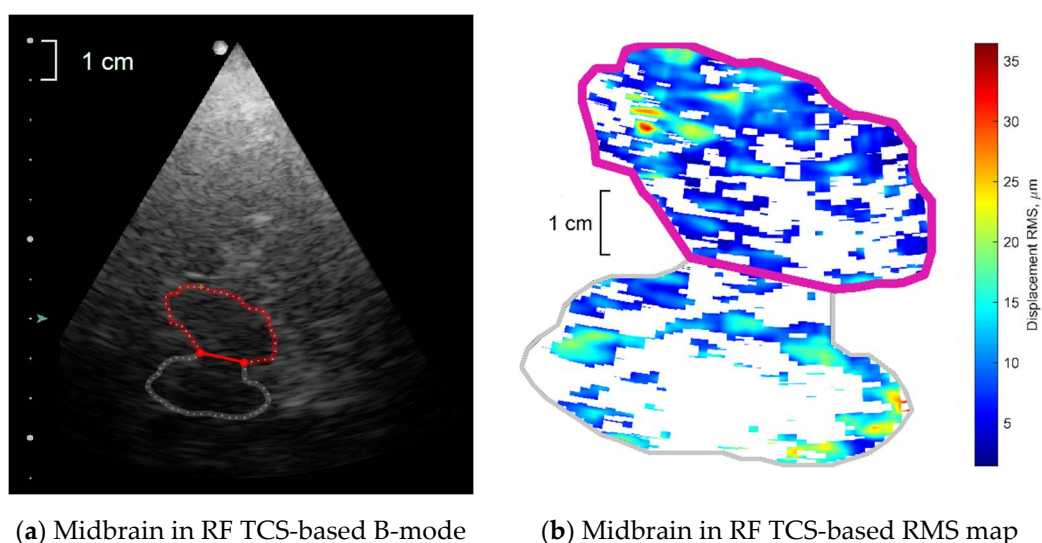 1 cm
1 cm
35
30
25
20
15
10
5
Displacement RMS, μm
(a) Midbrain in RF TCS-based B-mode
(b) Midbrain in RF TCS-based RMS map